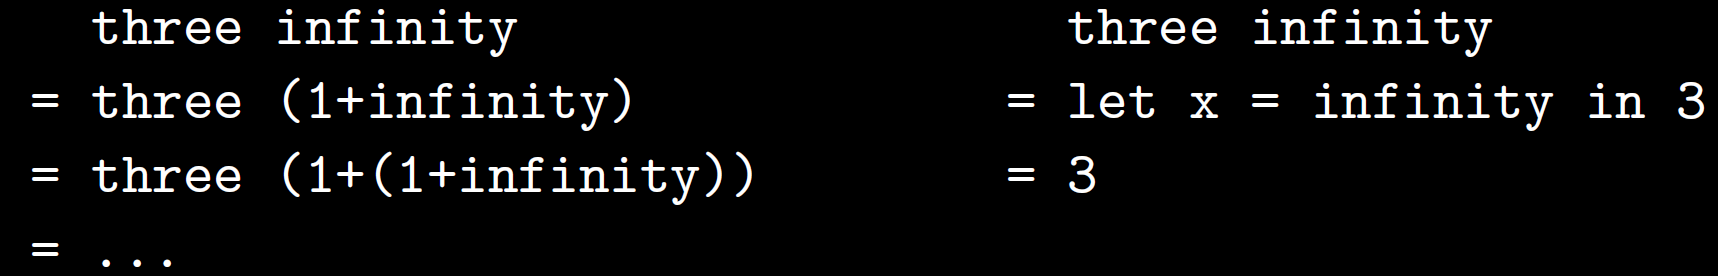 three infinity
= three (1+infinity)
= three (1+(1+infinity))
= ...
three infinity
= let x = infinity in 3
= 3